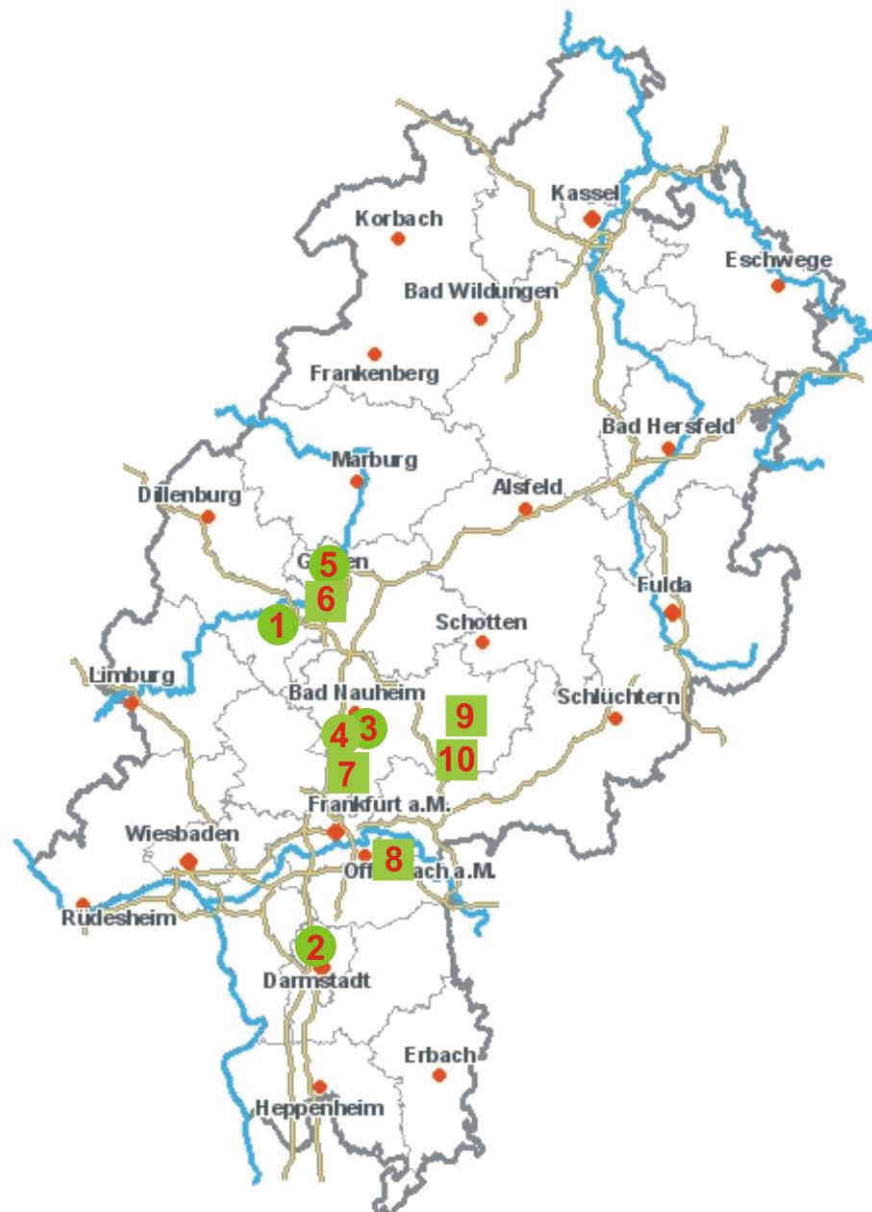 Kassel
Korbach
Eschwege
Bad Wildungen
Frankenberg
Bad Hersfeld
Marburg
Alsfeld
Dillenburg
5
6
Fulda
1
Schotten
Limburg
Bad Nauheim
Schlüchtern
9
4
3
10
7
Frankfurt a.M.
Wiesbaden
8
Rüdesheim
2
Darmstadt
Erbach
Heppenheim